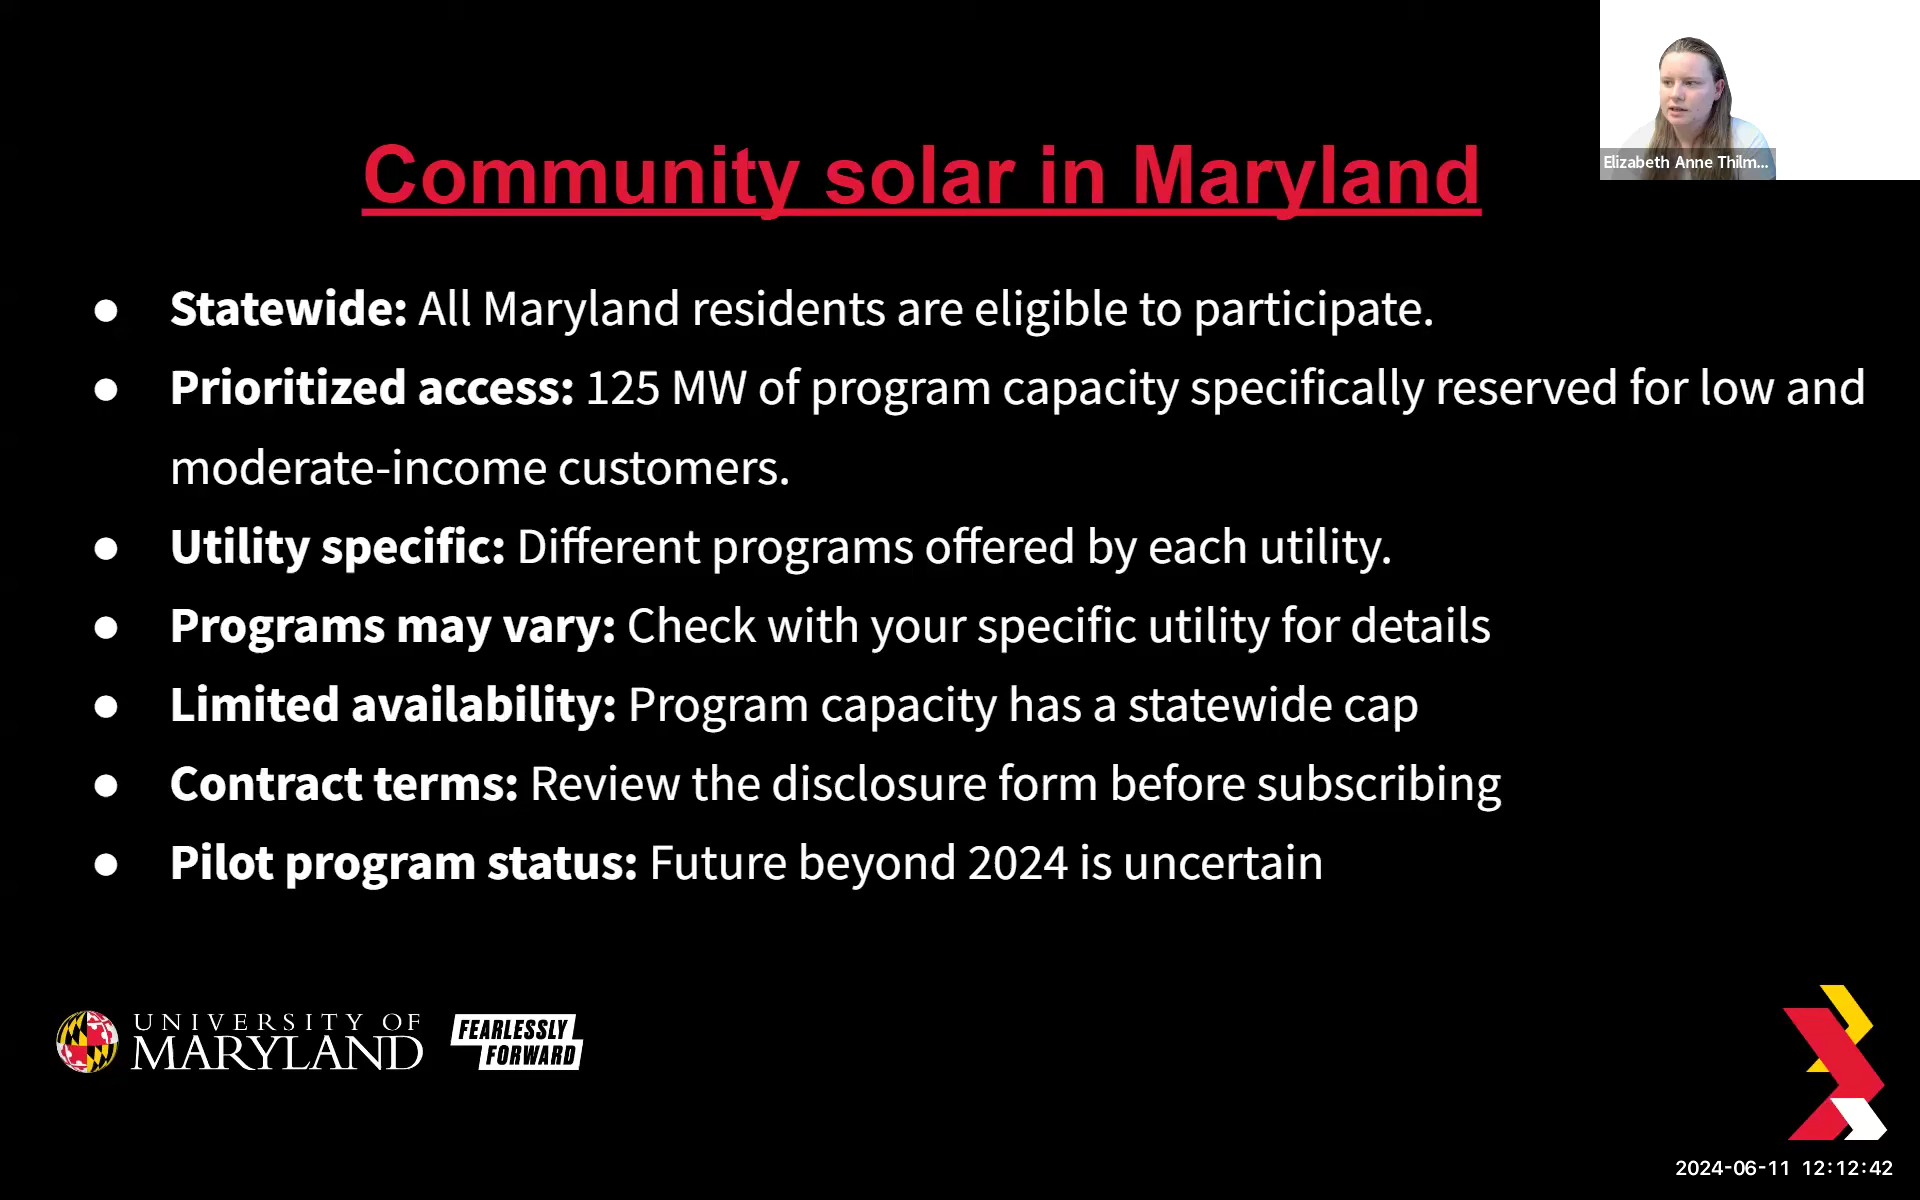 Elizabeth Anne Thilm...
Community solar in Maryland
● Statewide: All Maryland residents are eligible to participate.
● Prioritized access: 125 MW of program capacity specifically reserved for low and
moderate-income customers.
● Utility specific: Different programs offered by each utility.
● Programs may vary: Check with your specific utility for details
● Limited availability: Program capacity has a statewide cap
● Contract terms: Review the disclosure form before subscribing
● Pilot program status: Future beyond 2024 is uncertain
UNIVERSITY OF
MARYLAND
FEARLESSLY
FORWARD
2024-06-11 12:12:42